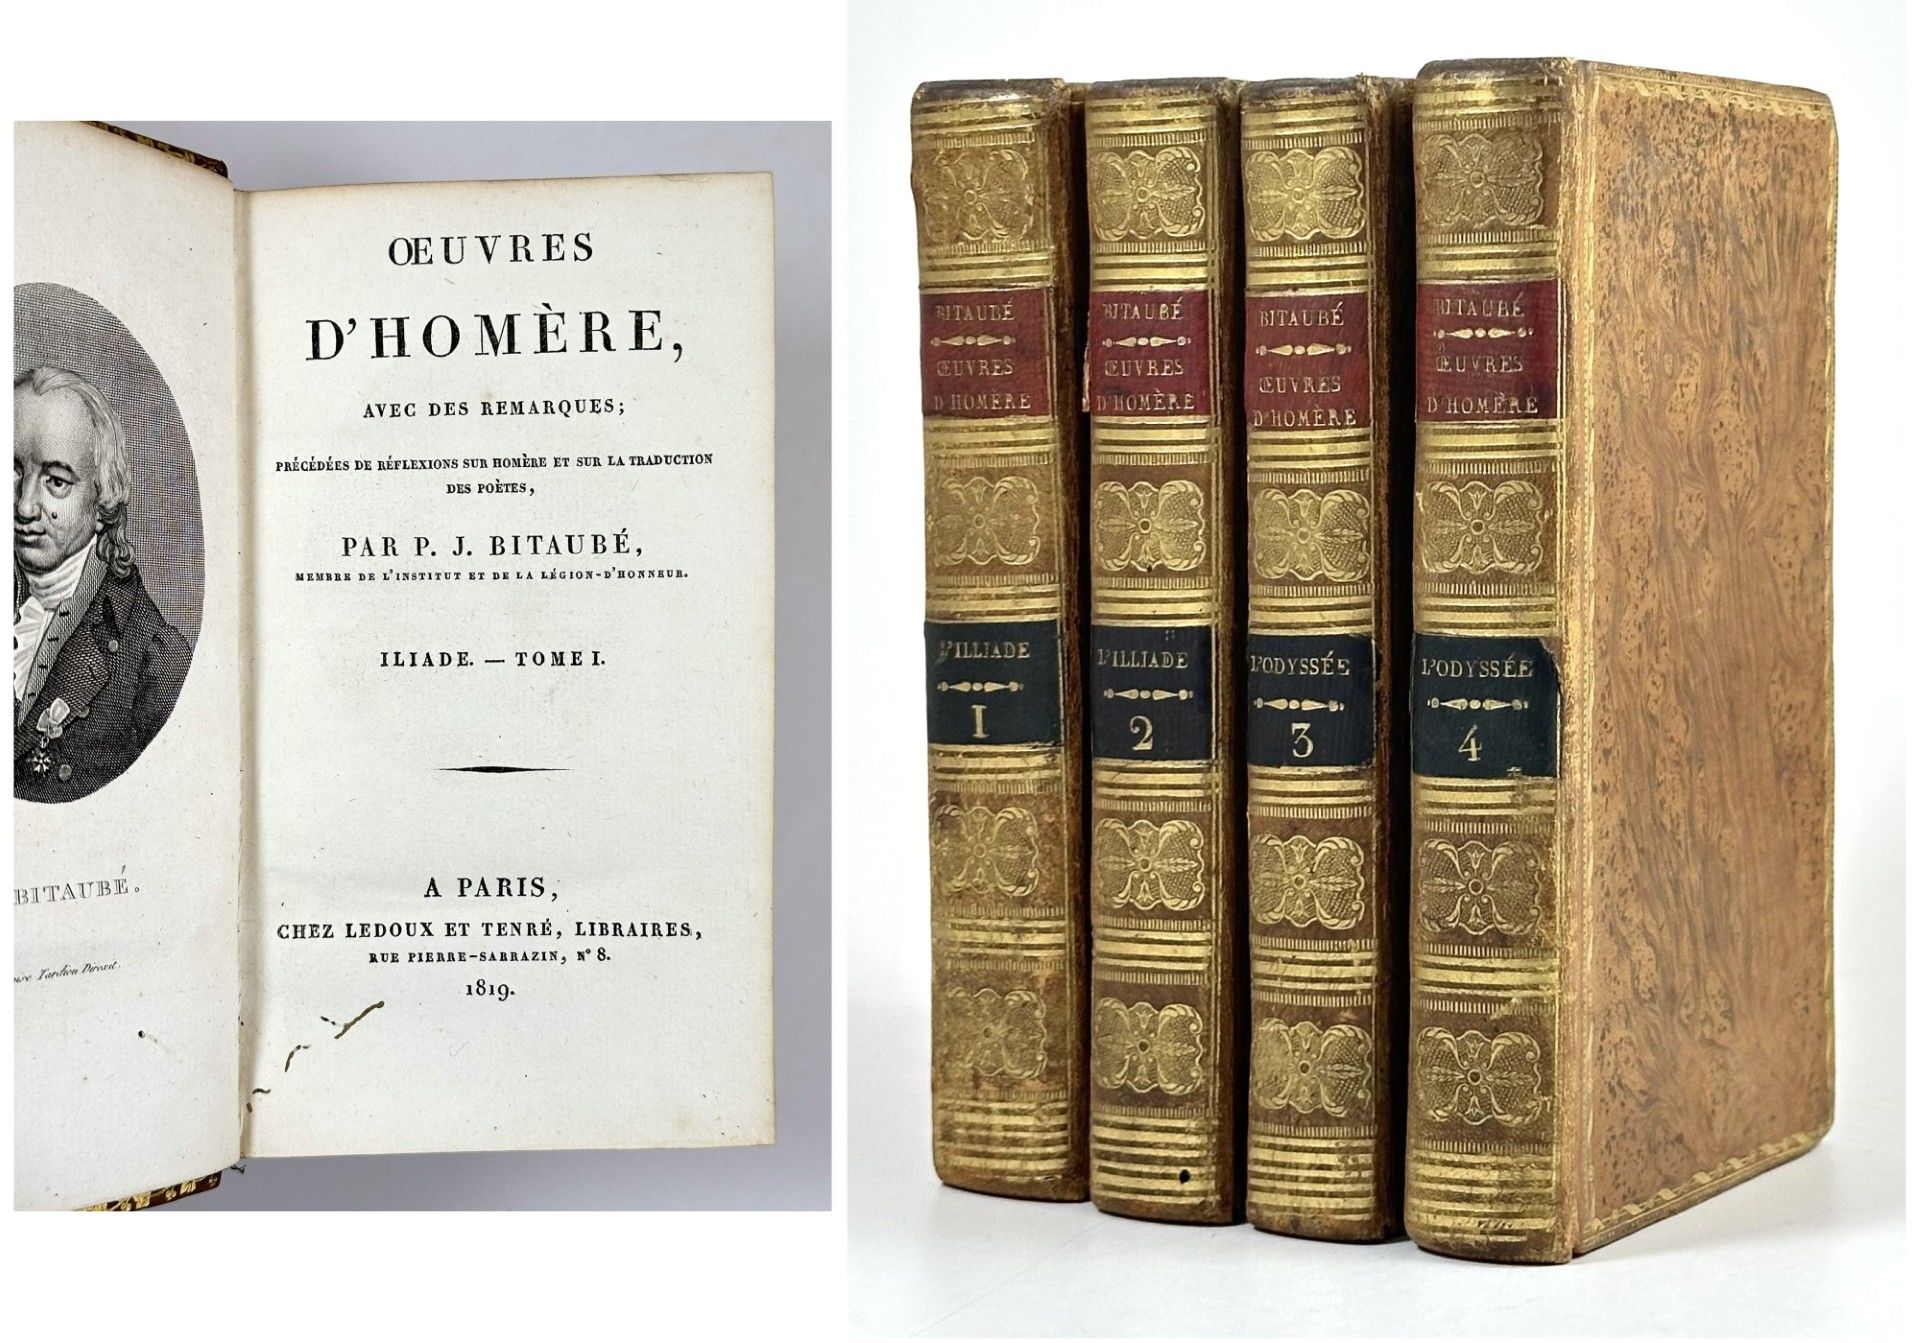 BITAUBÉ.
Tardieu Direxit.
ŒUVRES
D'HOMÈRE,
AVEC DES REMARQUES;
PRÉCÉDÉES DE RÉFLEXIONS SUR HOMÈRE ET SUR LA TRADUCTION
DES POÈTES,
PAR P. J. BITAUBÉ,
MEMBRE DE L'INSTITUT ET DE LA LÉGION-D'HONNEUR.
ILIADE. — TOME I.
A PARIS,
CHEZ LEDOUX ET TENRÉ, LIBRAIRES,
RUE PIERRE-SARRAZIN, N° 8.
1819.
BITAUBÉ
ŒUVRES
D'HOMÈRE
L'ILLIADE
1
BITAUBÉ
ŒUVRES
D'HOMÈRE
L'ILLIADE
2
BITAUBÉ
ŒUVRES
D'HOMÈRE
L'ODYSSÉE
3
BITAUBÉ
ŒUVRES
D'HOMÈRE
L'ODYSSÉE
4